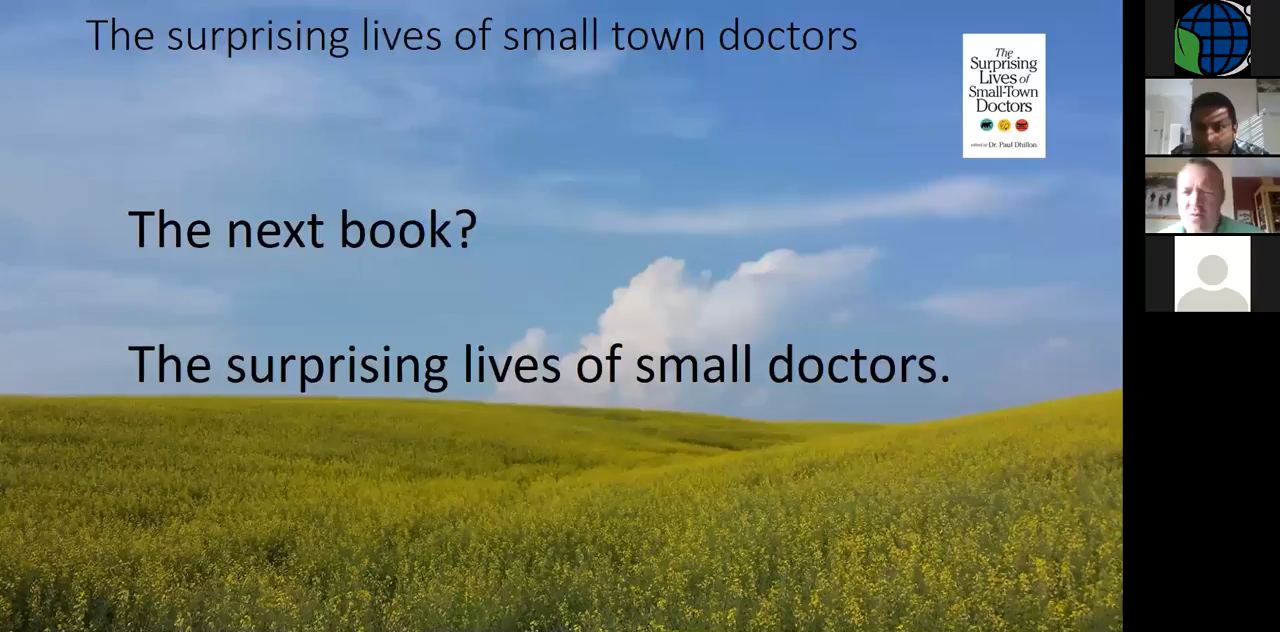 The surprising lives of small town doctors
The
Surprising
Lives of
Small-Town
Doctors
edited by Dr. Paul Dhillon
The next book?
The surprising lives of small doctors.